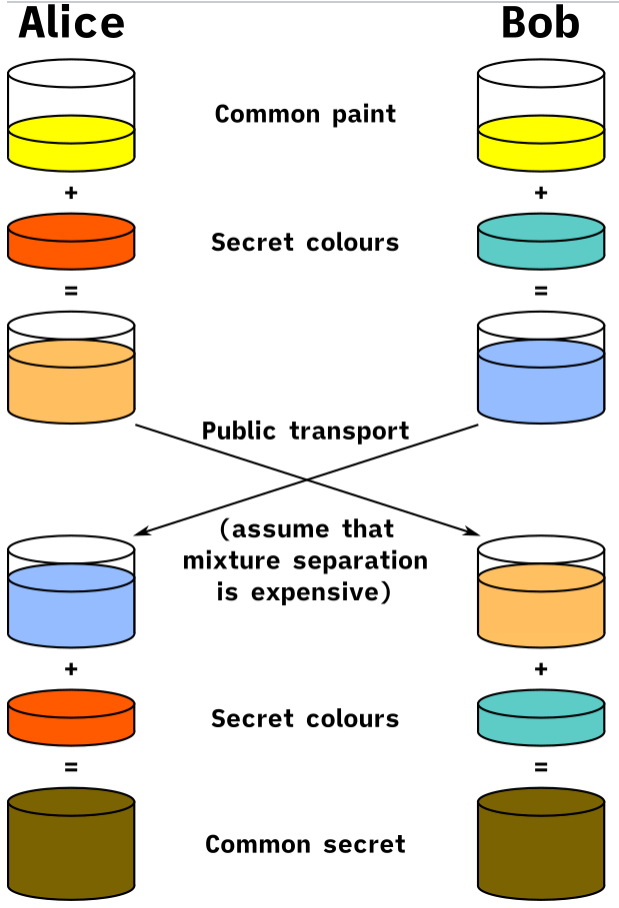 Alice Bob
Common paint
+ +
Secret colours
= =
Public transport
(assume that
mixture separation
is expensive)
+ +
Secret colours
= =
Common secret